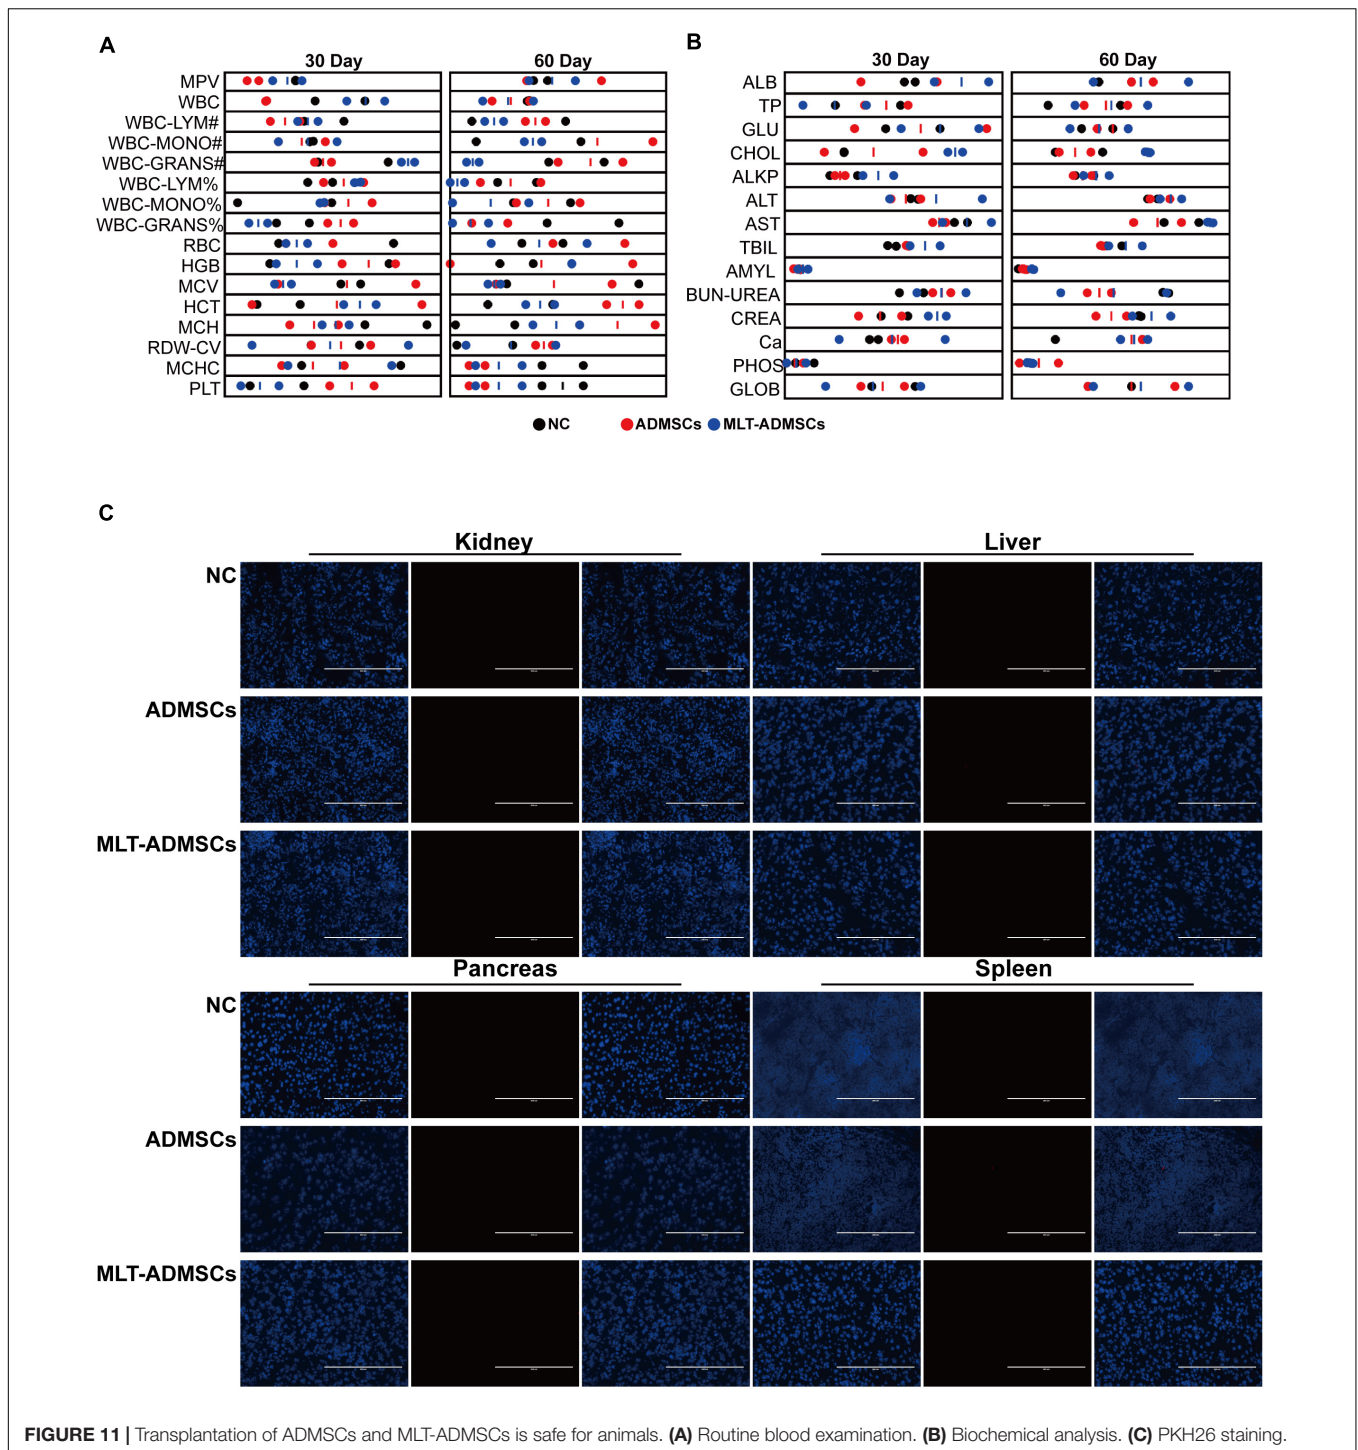 A
30 Day
60 Day
MPV
WBC
WBC-LYM#
WBC-MONO#
WBC-GRANS#
WBC-LYM%
WBC-MONO%
WBC-GRANS%
RBC
HGB
MCV
HCT
MCH
RDW-CV
MCHC
PLT
B
30 Day
60 Day
ALB
TP
GLU
CHOL
ALKP
ALT
AST
TBIL
AMYL
BUN-UREA
CREA
Ca
PHOS
GLOB
NC ADMSCs MLT-ADMSCs
C
Kidney Liver
NC
ADMSCs
MLT-ADMSCs
Pancreas Spleen
NC
ADMSCs
MLT-ADMSCs
FIGURE 11 | Transplantation of ADMSCs and MLT-ADMSCs is safe for animals. (A) Routine blood examination. (B) Biochemical analysis. (C) PKH26 staining.